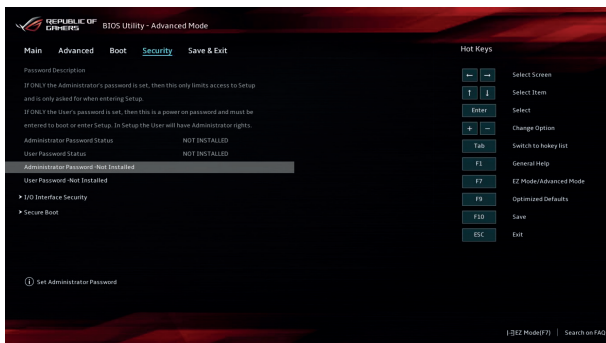 REPUBLIC OF
GAMERS
BIOS Utility - Advanced Mode
Main Advanced Boot Security Save & Exit
Hot Keys
Password Description
If ONLY the Administrator's password is set, then this only limits access to Setup
and is only asked for when entering Setup.
If ONLY the User's password is set, then this is a power on password and must be
entered to boot or enter Setup. In Setup the User will have Administrator rights.
Administrator Password Status NOT INSTALLED
User Password Status NOT INSTALLED
Administrator Password -Not Installed
User Password -Not Installed
I/O Interface Security
Secure Boot
← → Select Screen
↑ ↓ Select Item
Enter Select
+ - Change Option
Tab Switch to hokey list
F1 General Help
F7 EZ Mode/Advanced Mode
F9 Optimized Defaults
F10 Save
ESC Exit
Set Administrator Password
EZ Mode(F7) | Search on FAQ